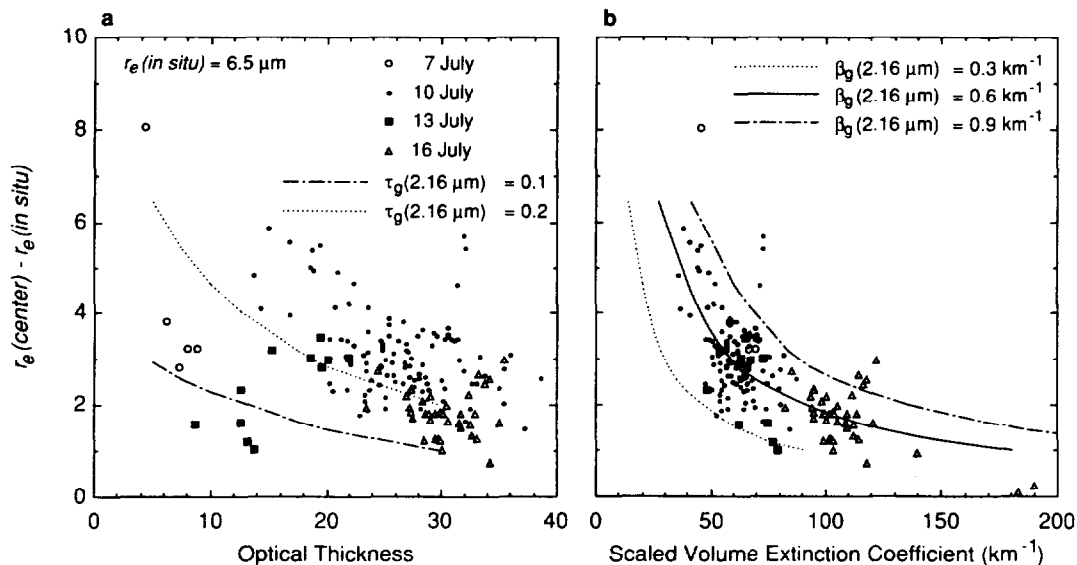 a
r_e (in situ) = 6.5 μm
7 July
10 July
13 July
16 July
τ_g (2.16 μm) = 0.1
τ_g (2.16 μm) = 0.2
r_e (center) - r_e (in situ)
10
8
6
4
2
0
0 10 20 30 40
Optical Thickness
b
β_g (2.16 μm) = 0.3 km⁻¹
β_g (2.16 μm) = 0.6 km⁻¹
β_g (2.16 μm) = 0.9 km⁻¹
0 50 100 150 200
Scaled Volume Extinction Coefficient (km⁻¹)